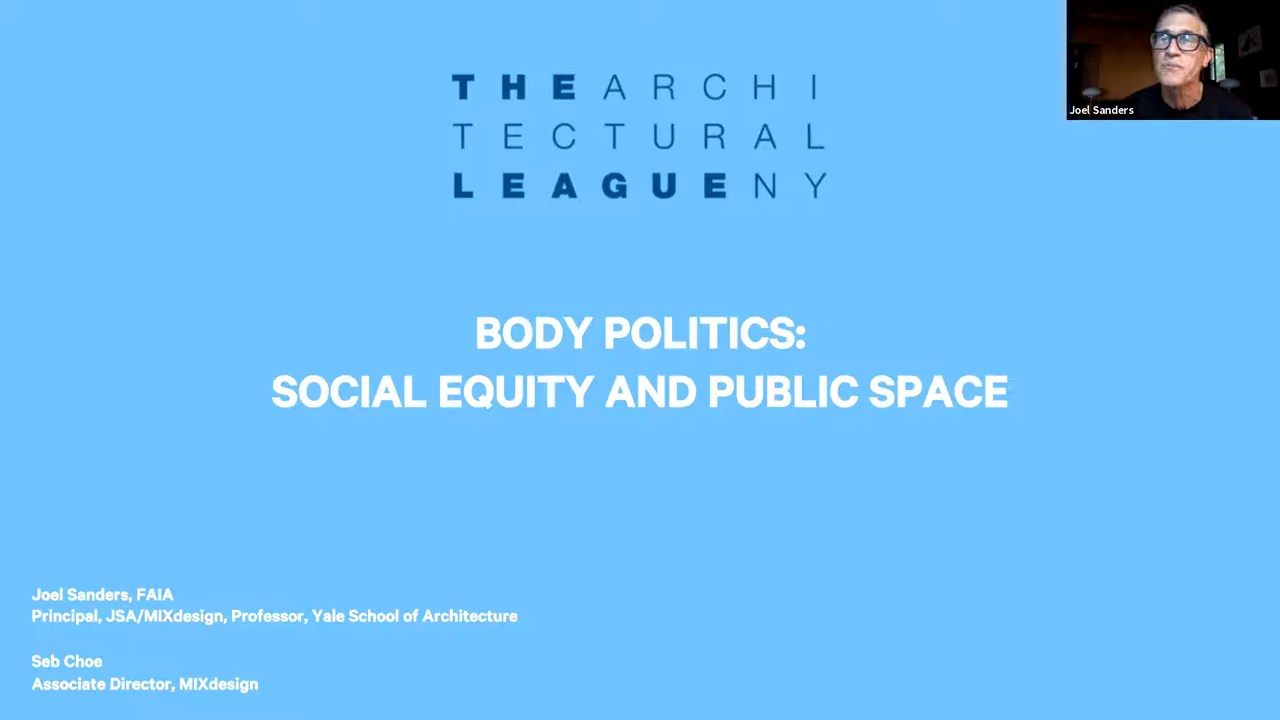 THE ARCHI
TECTURAL
LEAGUE NY
Joel Sanders
BODY POLITICS:
SOCIAL EQUITY AND PUBLIC SPACE
Joel Sanders, FAIA
Principal, JSA/MIXdesign, Professor, Yale School of Architecture
Seb Choe
Associate Director, MIXdesign